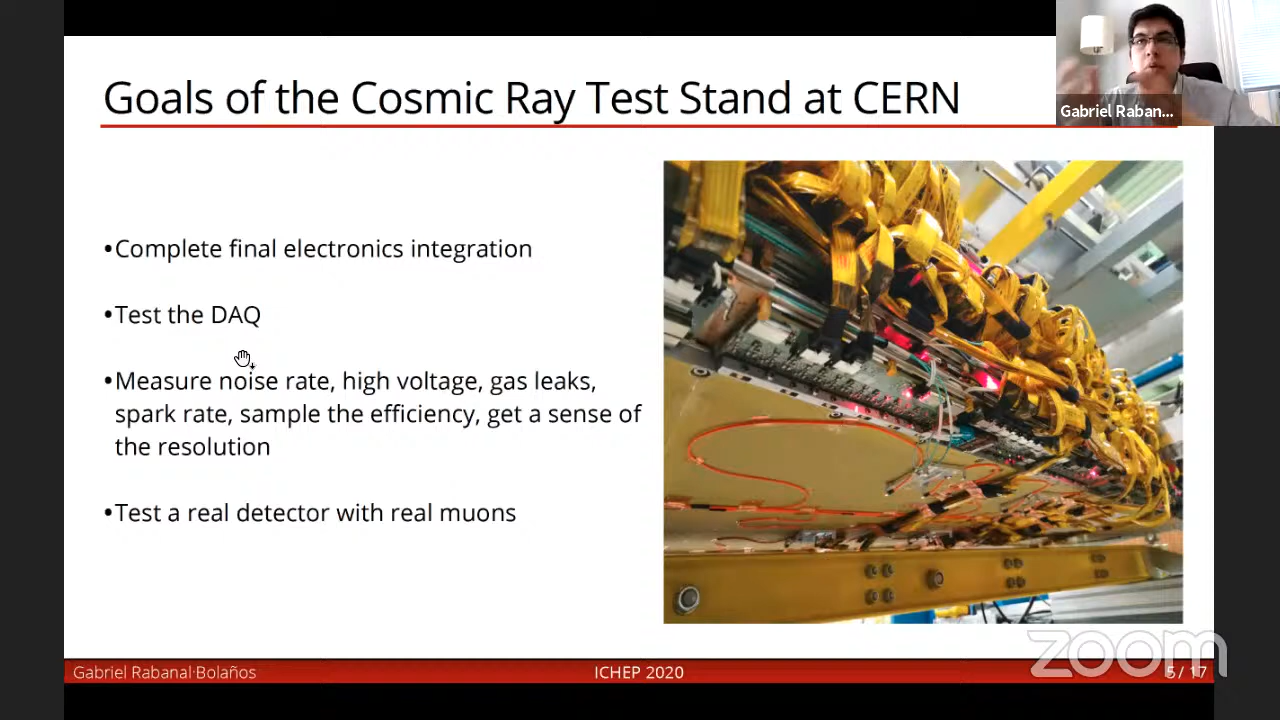 Goals of the Cosmic Ray Test Stand at CERN
Gabriel Raban...
•Complete final electronics integration
•Test the DAQ
•Measure noise rate, high voltage, gas leaks,
spark rate, sample the efficiency, get a sense of
the resolution
•Test a real detector with real muons
zoom
Gabriel Rabanal·Bolaños
ICHEP 2020
5 / 17